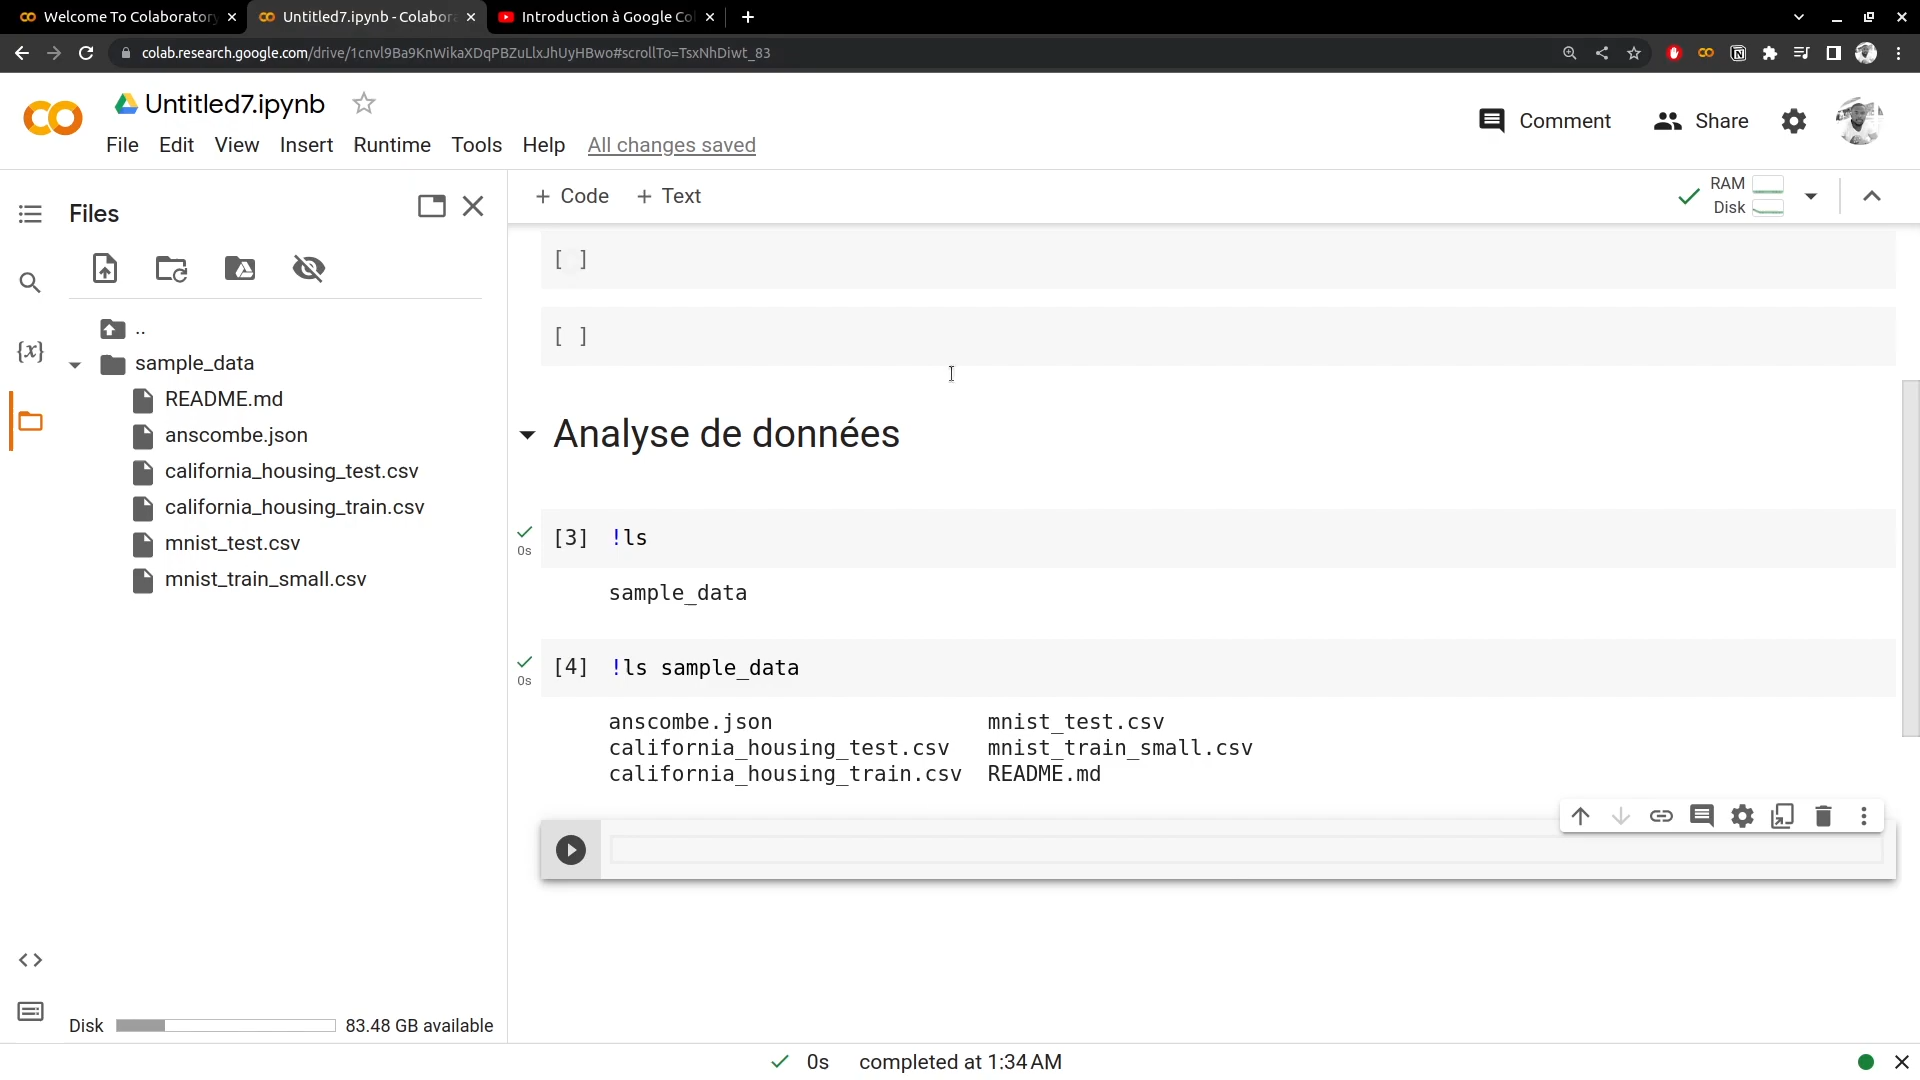 Welcome To Colaboratory
Untitled7.ipynb - Colabora
Introduction à Google Co
colab.research.google.com/drive/1cnvl9Ba9KnWikaXDqPBZuLlxJhUyHBwo#scrollTo=TsxNhDiwt_83
Untitled7.ipynb
File Edit View Insert Runtime Tools Help All changes saved
Comment
Share
Files
+ Code + Text
RAM
Disk
..
sample_data
README.md
anscombe.json
california_housing_test.csv
california_housing_train.csv
mnist_test.csv
mnist_train_small.csv
{x}
Disk 83.48 GB available
[ ]
[ ]
Analyse de données
[3] !ls
0s
sample_data
[4] !ls sample_data
0s
anscombe.json mnist_test.csv
california_housing_test.csv mnist_train_small.csv
california_housing_train.csv README.md
0s completed at 1:34 AM